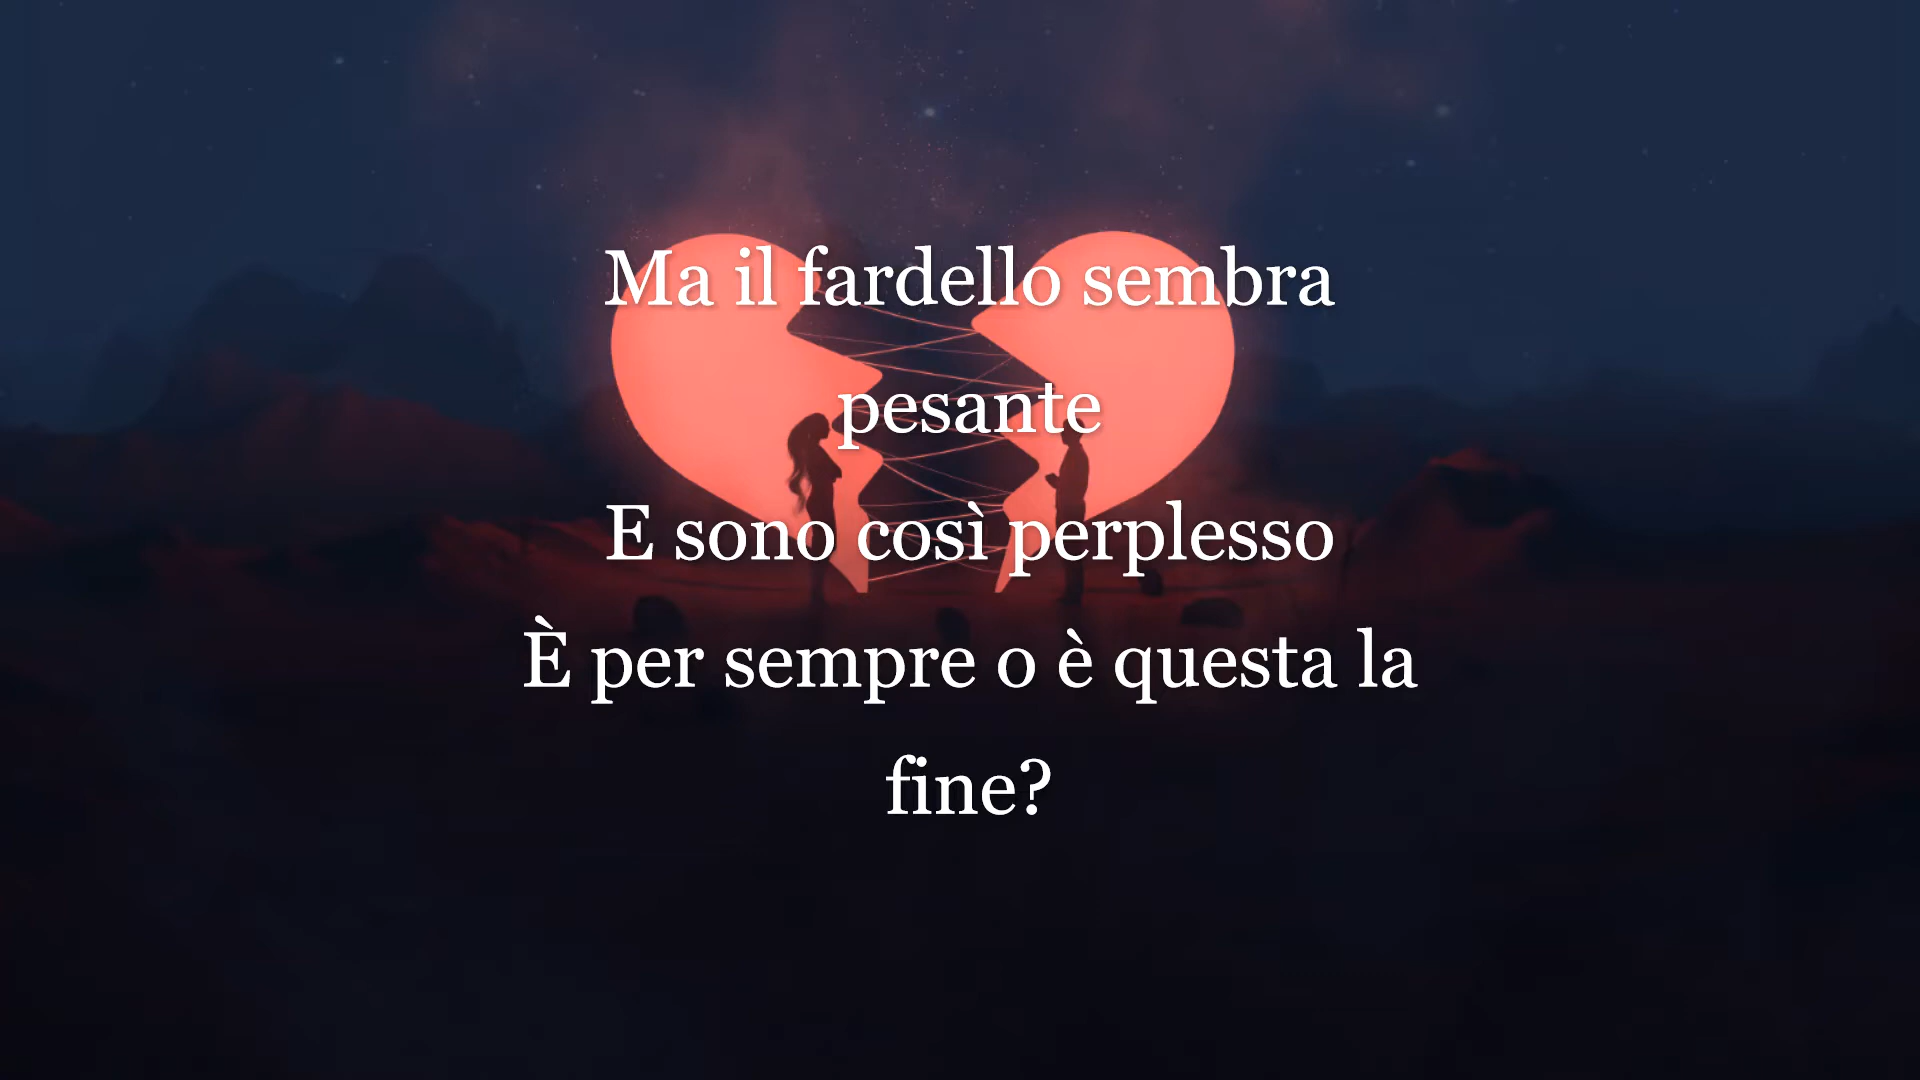 Ma il fardello sembra
pesante
E sono così perplesso
È per sempre o è questa la
fine?